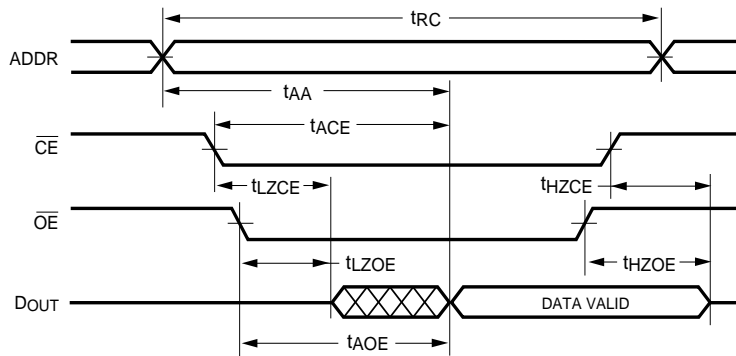 tRC
ADDR
tAA
tACE
CE
tLZCE
tHZCE
OE
tLZOE
tHZOE
DOUT
DATA VALID
tAOE